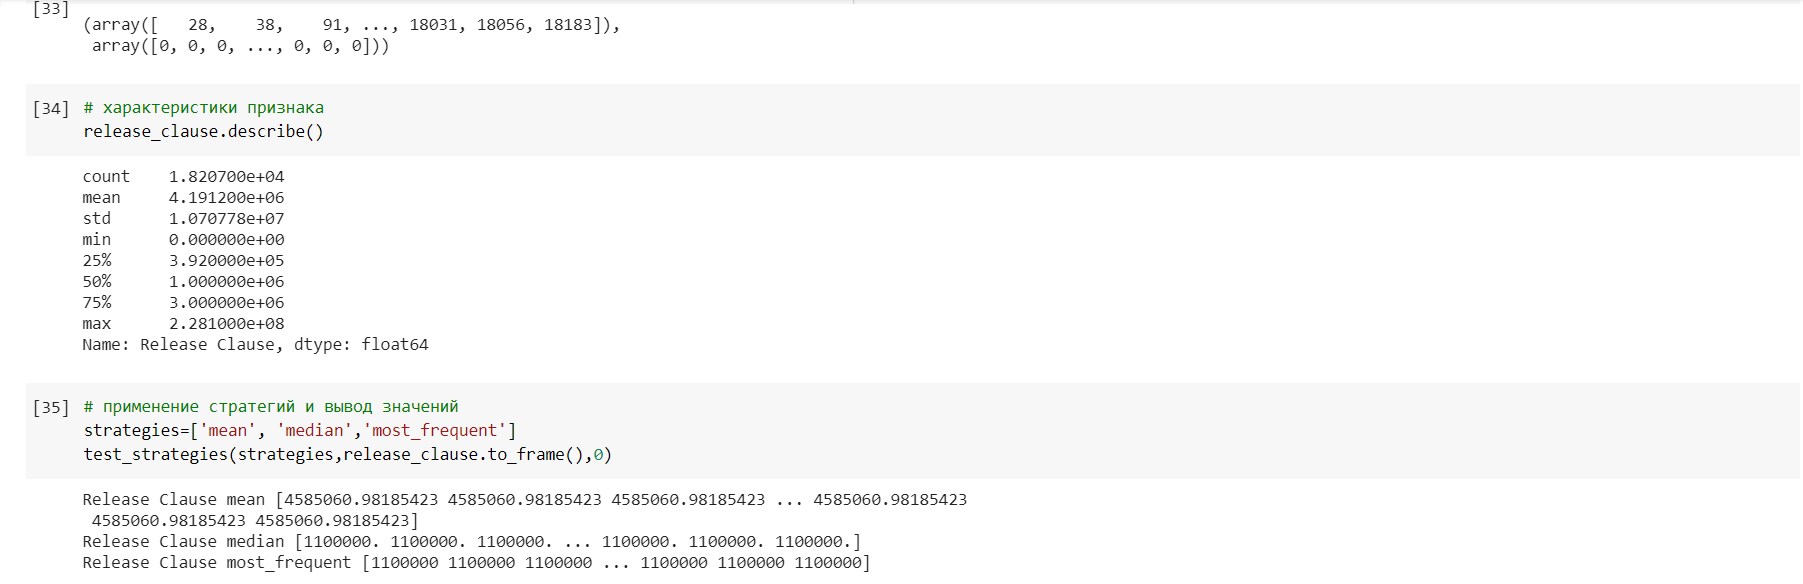 [33]
(array([   28,    38,    91, ..., 18031, 18056, 18183]),
 array([0, 0, 0, ..., 0, 0, 0]))
[34] # характеристики признака
release_clause.describe()
count    1.820700e+04
mean     4.191200e+06
std      1.070778e+07
min      0.000000e+00
25%      3.920000e+05
50%      1.000000e+06
75%      3.000000e+06
max      2.281000e+08
Name: Release Clause, dtype: float64
[35] # применение стратегий и вывод значений
strategies=['mean', 'median','most_frequent']
test_strategies(strategies,release_clause.to_frame(),0)
Release Clause mean [4585060.98185423 4585060.98185423 4585060.98185423 ... 4585060.98185423
 4585060.98185423 4585060.98185423]
Release Clause median [1100000. 1100000. 1100000. ... 1100000. 1100000. 1100000.]
Release Clause most_frequent [1100000 1100000 1100000 ... 1100000 1100000 1100000]